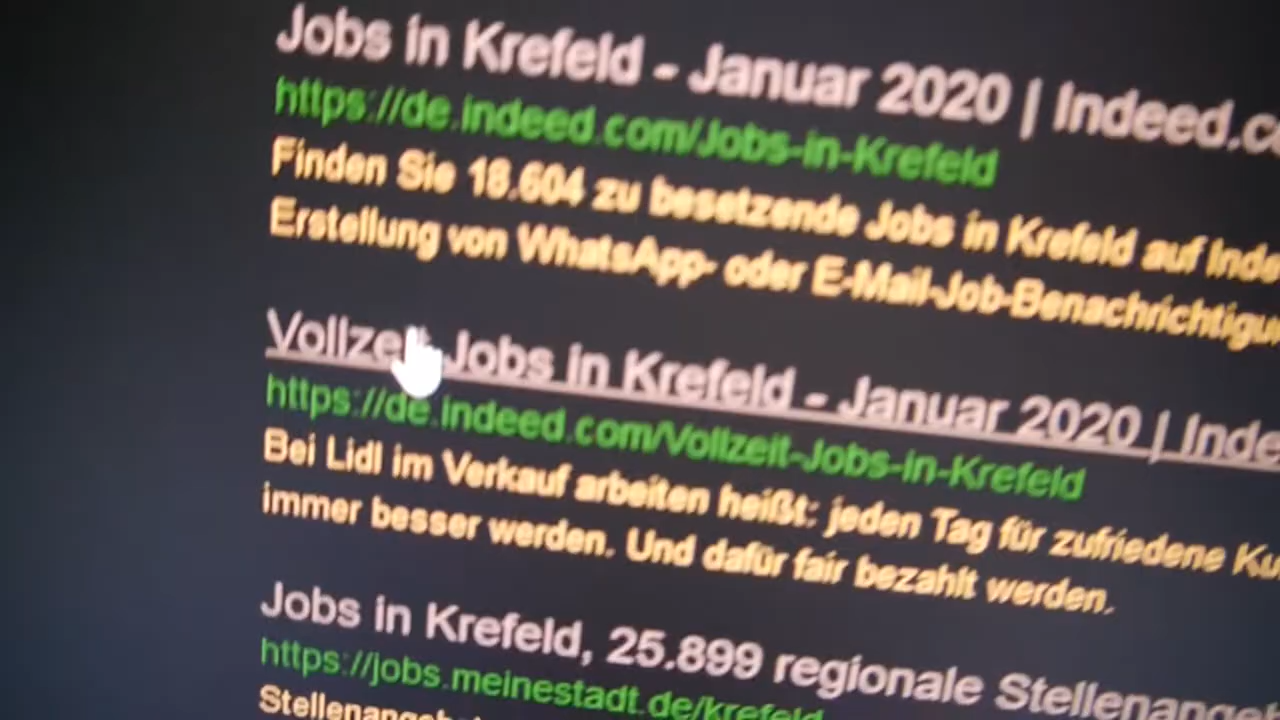 Jobs in Krefeld - Januar 2020 | Indeed.c
https://de.indeed.com/Jobs-in-Krefeld
Finden Sie 18.604 zu besetzende Jobs in Krefeld auf Inde
Erstellung von WhatsApp- oder E-Mail-Job-Benachrichtigu
Vollzeit-Jobs in Krefeld - Januar 2020 | Inde
https://de.indeed.com/Vollzeit-Jobs-in-Krefeld
Bei Lidl im Verkauf arbeiten heißt: jeden Tag für zufriedene Ku
immer besser werden. Und dafür fair bezahlt werden.
Jobs in Krefeld, 25.899 regionale Stellenangeb
https://jobs.meinestadt.de/krefeld
Stellenangebo